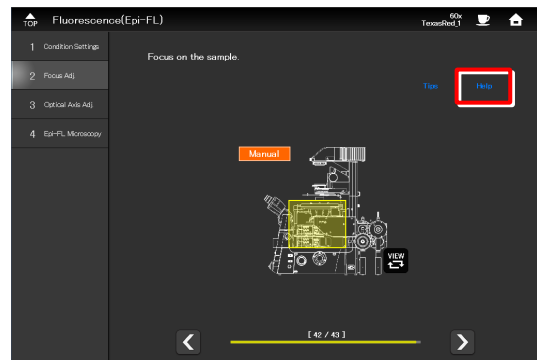 TOP Fluorescence(Epi-FL)
60x
TexasRed_1
1 Condition Settings
Focus on the sample.
2 Focus Adj
Tips Help
3 Optical Axis Adj
4 Epi-FL Microscopy
Manual
VIEW
[ 42 / 43 ]